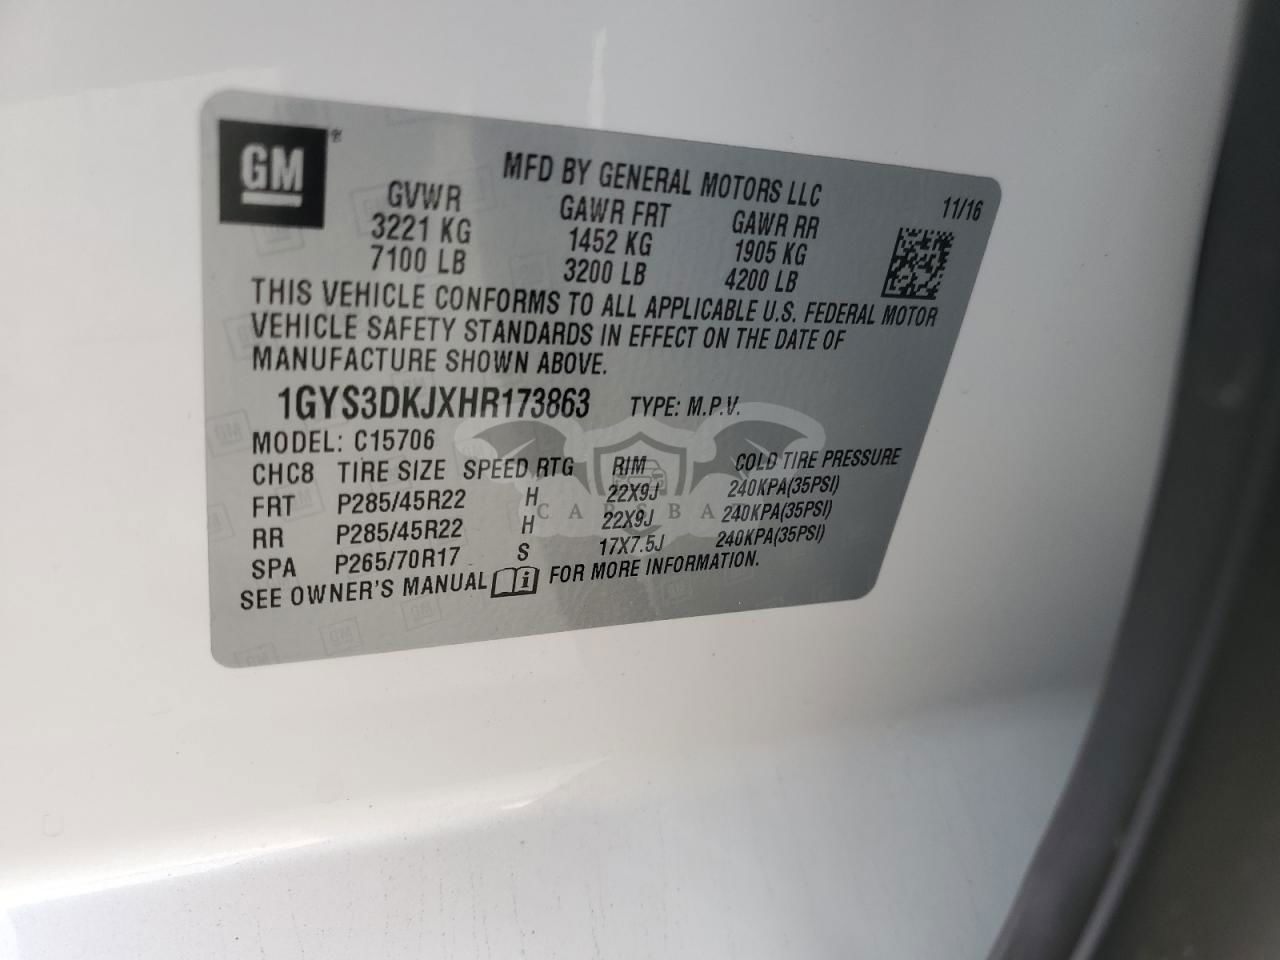 GM®
MFD BY GENERAL MOTORS LLC 11/16
GVWR GAWR FRT GAWR RR
3221 KG 1452 KG 1905 KG
7100 LB 3200 LB 4200 LB
THIS VEHICLE CONFORMS TO ALL APPLICABLE U.S. FEDERAL MOTOR
VEHICLE SAFETY STANDARDS IN EFFECT ON THE DATE OF
MANUFACTURE SHOWN ABOVE.
1GYS3DKJXHR173863 TYPE: M.P.V.
MODEL: C15706
CHC8 TIRE SIZE SPEED RTG RIM COLD TIRE PRESSURE
FRT P285/45R22 H 22X9J 240KPA(35PSI)
RR P285/45R22 H 22X9J 240KPA(35PSI)
SPA P265/70R17 S 17X7.5J 240KPA(35PSI)
SEE OWNER'S MANUAL FOR MORE INFORMATION.